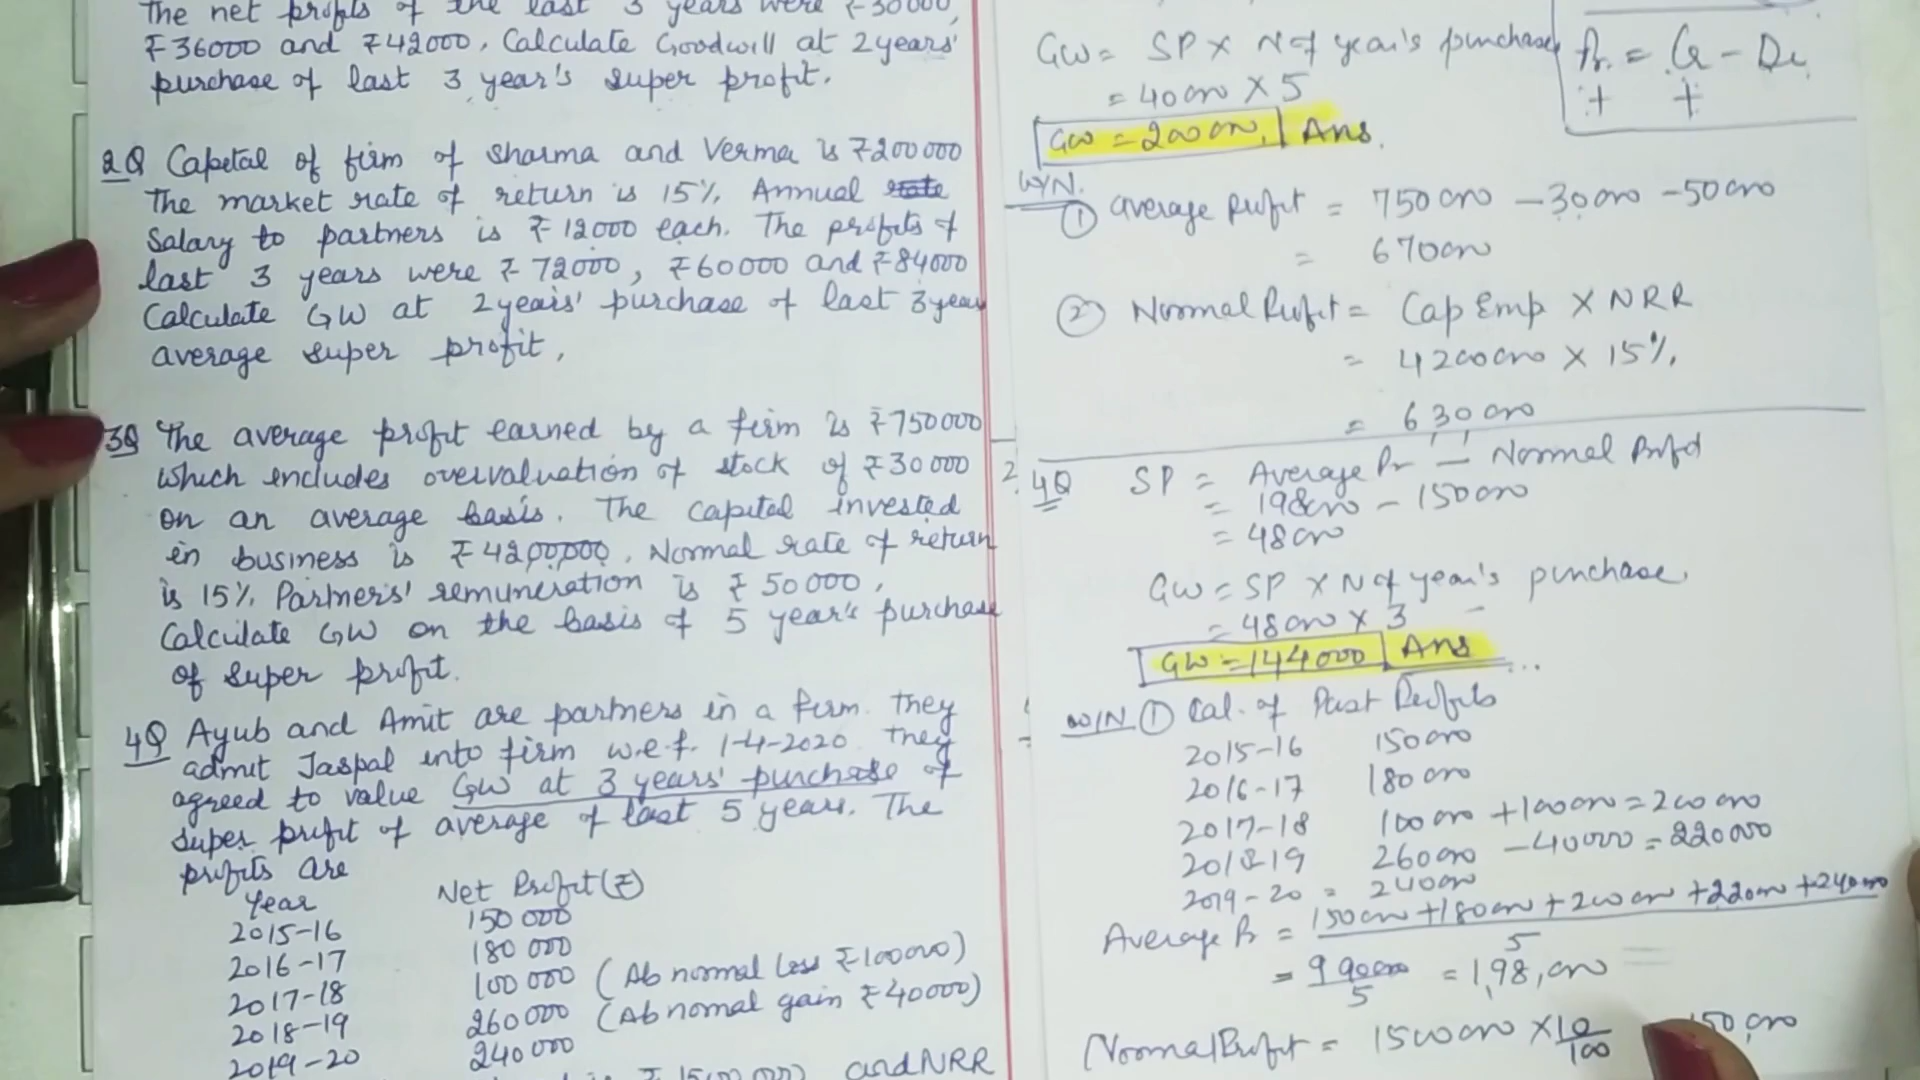 The net profits of the last 3 years were ₹30000,
₹36000 and ₹42000, Calculate Goodwill at 2 years'
purchase of last 3 year's super profit.
2Q Capetal of firm of Sharma and Verma is ₹200000
The market rate of return is 15%. Annual
Salary to partners is ₹12000 each. The profits of
last 3 years were ₹72000, ₹60000 and ₹84000
Calculate GW at 2 years' purchase of last 3 year
average super profit.
3Q The average profit earned by a firm is ₹750000
which includes overvaluation of stock of ₹30000
on an average basis. The capital invested
in business is ₹4200000. Normal rate of return
is 15%. Partners' remuneration is ₹50000.
Calculate GW on the basis of 5 year's purchase
of super profit.
4Q Ayub and Amit are partners in a firm. They
admit Jaspal into firm w.e.f. 1-4-2020 They
agreed to value GW at 3 years' purchase of
super profit of average of last 5 years. The
profits are
Year Net Profit (₹)
2015-16 150000
2016-17 180000
2017-18 100000 (Abnormal Loss ₹100000)
2018-19 260000 (Abnormal gain ₹40000)
2019-20 240000
₹1500000 and NRR
GW = SP X N of year's purchase
= 40000 X 5
GW = 200000. Ans.
Pr. = G - De
+ +
W/N.
① average Profit = 750000 - 30000 - 50000
= 670000
② Normal Profit = Cap Emp X NRR
= 4200000 X 15%
= 630000
4Q SP = Average Pr - Normal Profit
= 198000 - 150000
= 48000
GW = SP X N of year's purchase
= 48000 X 3
GW = 144000 Ans
W/N ① Cal. of Past Profits
2015-16 150000
2016-17 180000
2017-18 100000 + 100000 = 200000
2018-19 260000 - 40000 = 220000
2019-20 = 240000
Average Pr = 150000 + 180000 + 200000 + 220000 + 240000
5
= 990000 = 1,98,000
5
Normal Profit = 1500000 X 10
100